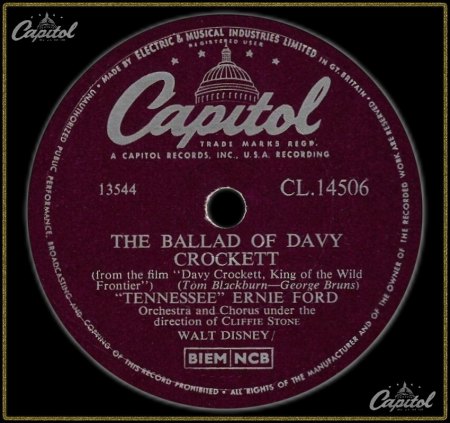 Capitol
MADE BY ELECTRIC & MUSICAL INDUSTRIES LIMITED IN GT. BRITAIN •
REGISTERED USER
Capitol
TRADE MARKS REGD.
A CAPITOL RECORDS, INC., U.S.A. RECORDING
13544
CL.14506
THE BALLAD OF DAVY
CROCKETT
(from the film "Davy Crockett, King of the Wild
Frontier") (Tom Blackburn—George Bruns)
"TENNESSEE" ERNIE FORD
Orchestra and Chorus under the
direction of CLIFFIE STONE
WALT DISNEY/
BIEM NCB
UNAUTHORIZED PUBLIC PERFORMANCE, BROADCASTING AND COPYING OF THIS RECORD PROHIBITED • ALL RIGHTS OF THE MANUFACTURER AND OF THE OWNER OF THE RECORDED WORK ARE RESERVED •
Capitol